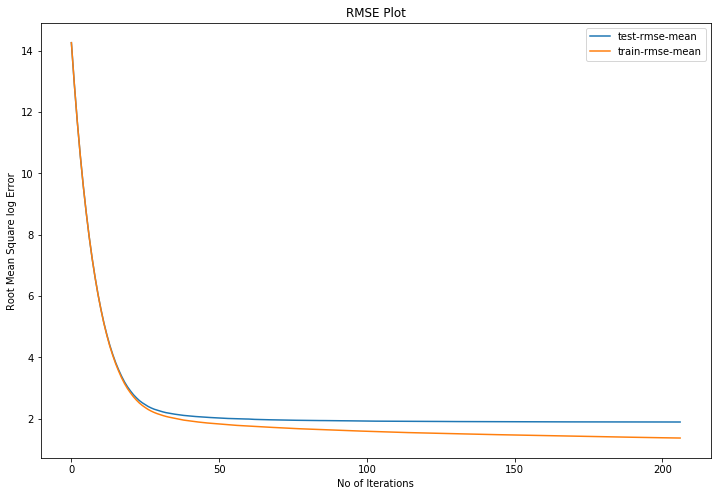 RMSE Plot
test-rmse-mean
train-rmse-mean
Root Mean Square log Error
14
12
10
8
6
4
2
0
50
100
150
200
No of Iterations